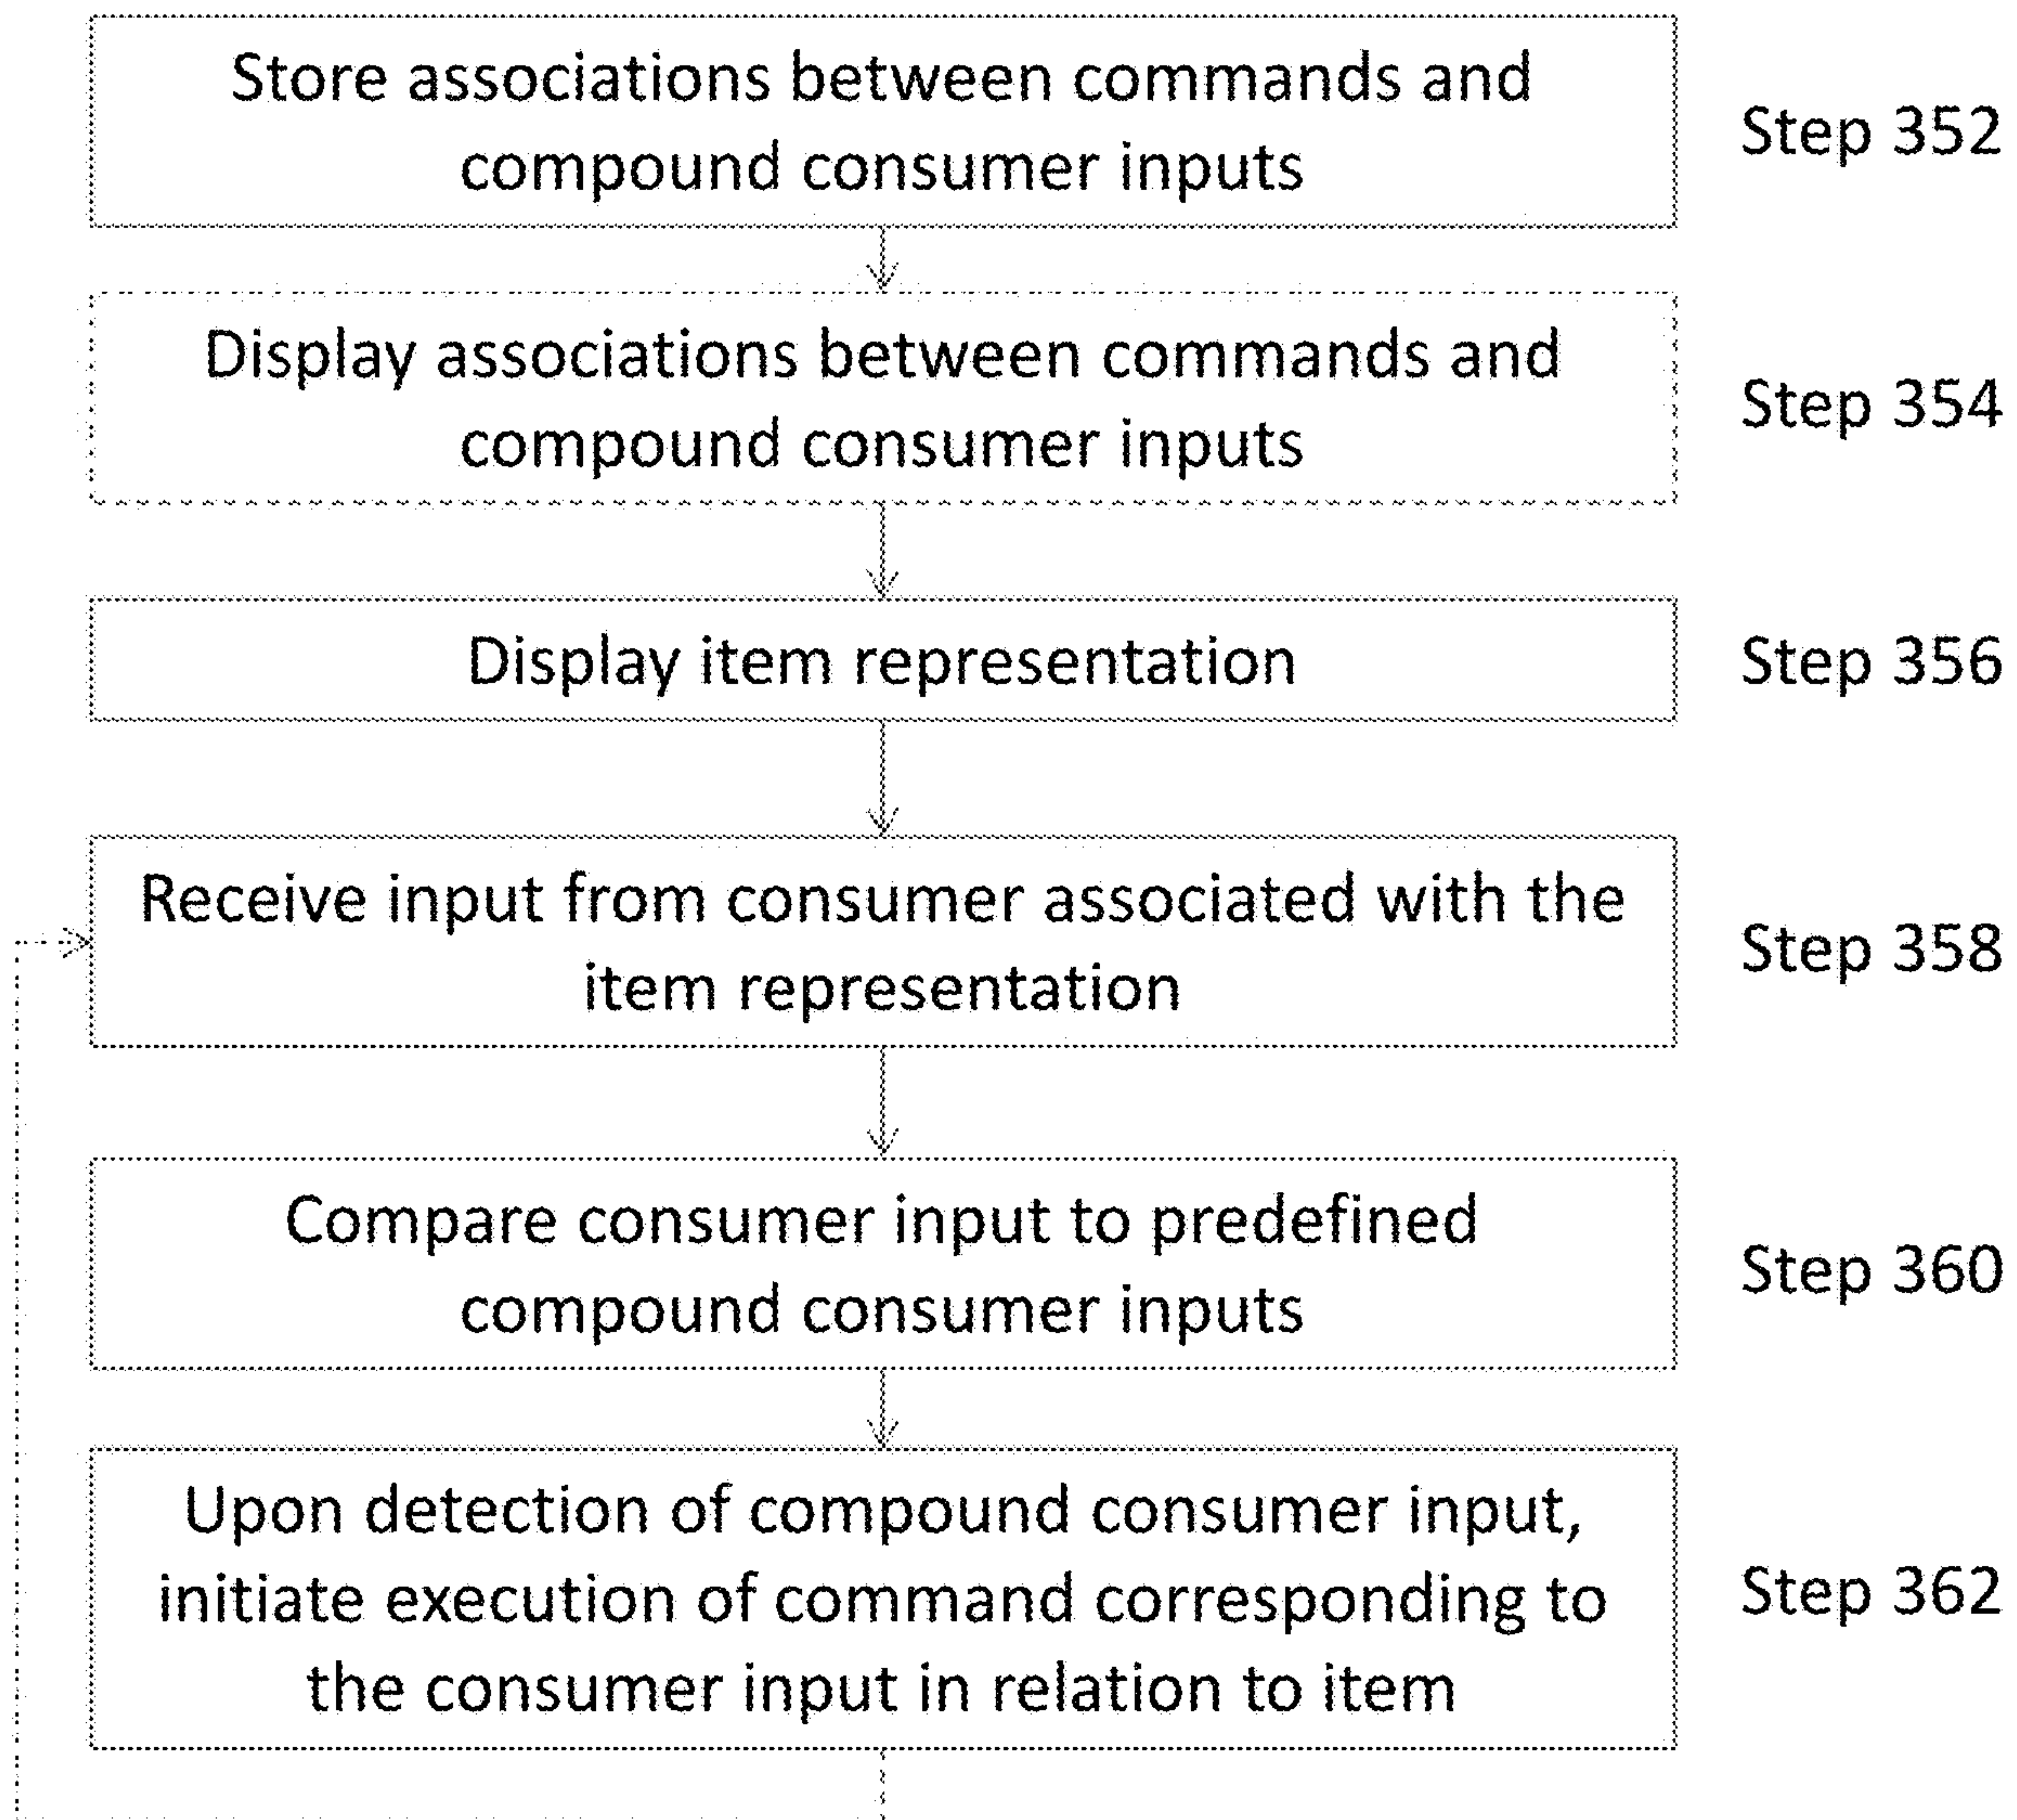 Store associations between commands and
compound consumer inputs
Step 352
Display associations between commands and
compound consumer inputs
Step 354
Display item representation
Step 356
Receive input from consumer associated with the
item representation
Step 358
Compare consumer input to predefined
compound consumer inputs
Step 360
Upon detection of compound consumer input,
initiate execution of command corresponding to
the consumer input in relation to item
Step 362